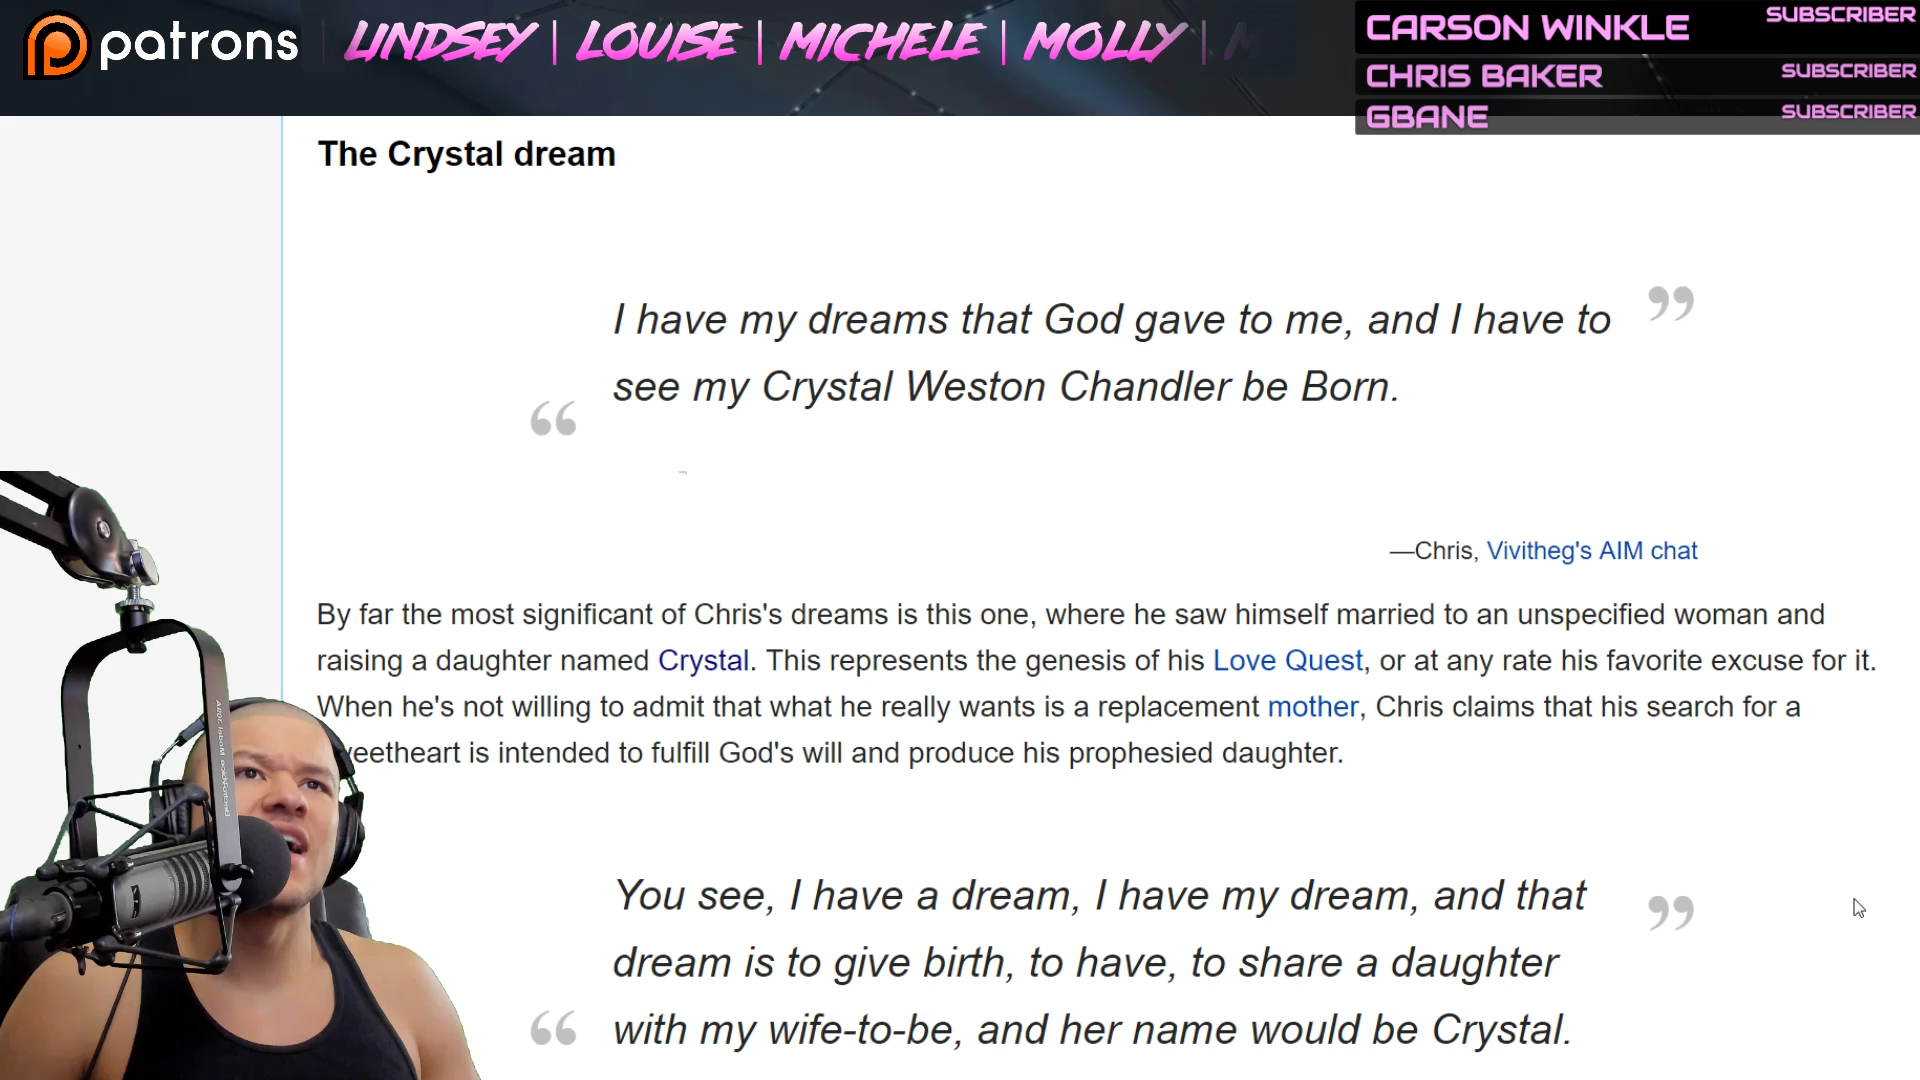 patrons | LINDSEY | LOUISE | MICHELE | MOLLY |
CARSON WINKLE SUBSCRIBER
CHRIS BAKER SUBSCRIBER
GBANE SUBSCRIBER
The Crystal dream
I have my dreams that God gave to me, and I have to
see my Crystal Weston Chandler be Born.
—Chris, Vivitheg's AIM chat
By far the most significant of Chris's dreams is this one, where he saw himself married to an unspecified woman and
raising a daughter named Crystal. This represents the genesis of his Love Quest, or at any rate his favorite excuse for it.
When he's not willing to admit that what he really wants is a replacement mother, Chris claims that his search for a
weetheart is intended to fulfill God's will and produce his prophesied daughter.
You see, I have a dream, I have my dream, and that
dream is to give birth, to have, to share a daughter
with my wife-to-be, and her name would be Crystal.